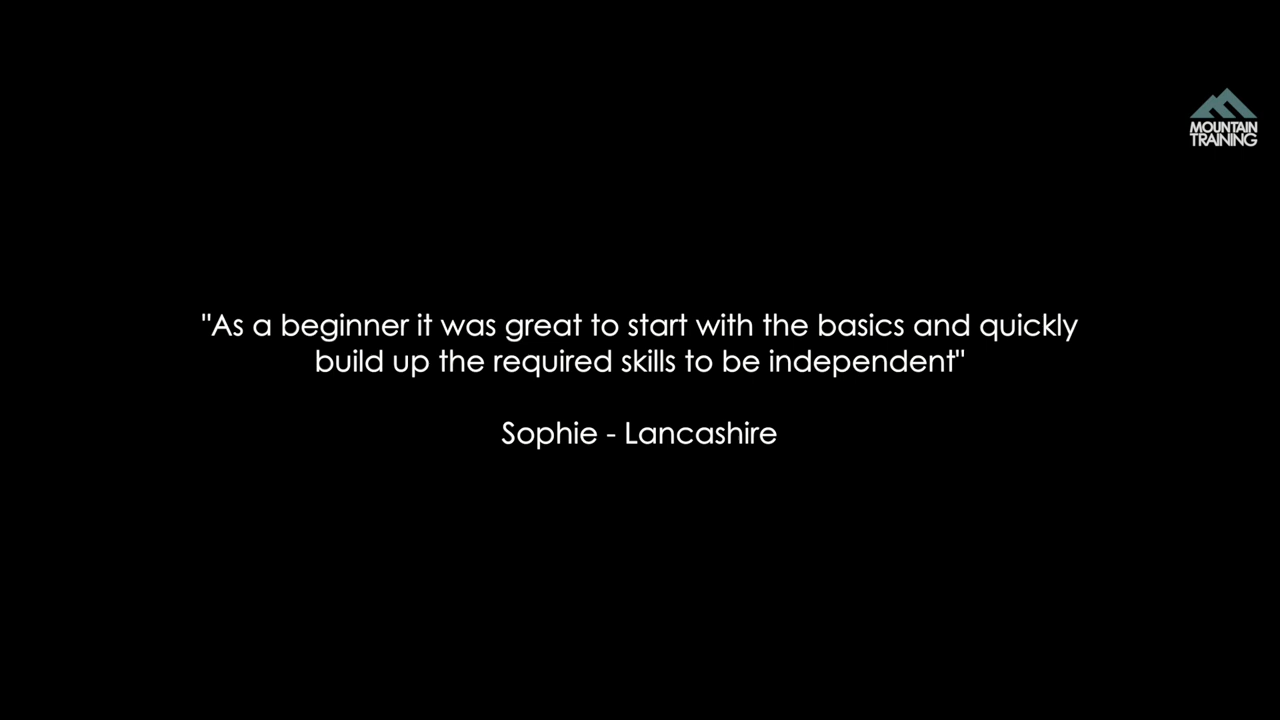 MOUNTAIN
TRAINING
"As a beginner it was great to start with the basics and quickly
build up the required skills to be independent"
Sophie - Lancashire